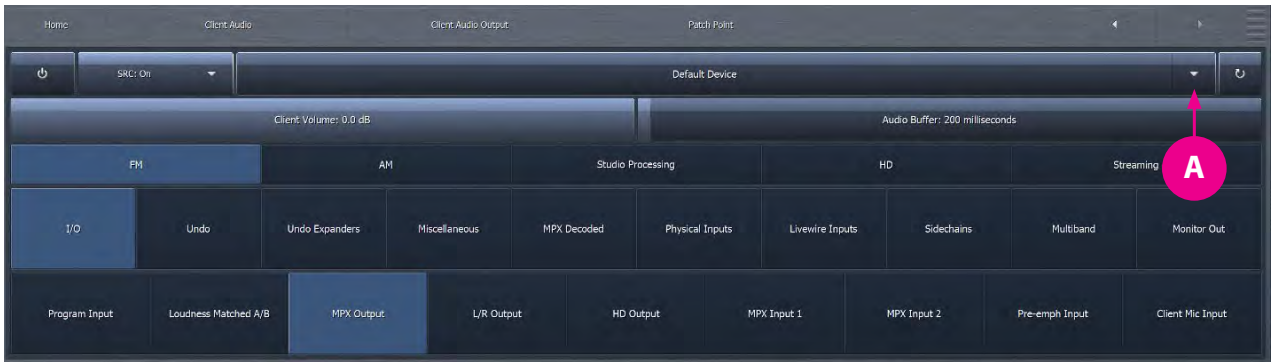 Home Client Audio Client Audio Output Patch Point
SRC: On Default Device
Client Volume: 0.0 dB Audio Buffer: 200 milliseconds
FM AM Studio Processing HD Streaming
A
I/O Undo Undo Expanders Miscellaneous MPX Decoded Physical Inputs Livewire Inputs Sidechains Multiband Monitor Out
Program Input Loudness Matched A/B MPX Output L/R Output HD Output MPX Input 1 MPX Input 2 Pre-emph Input Client Mic Input